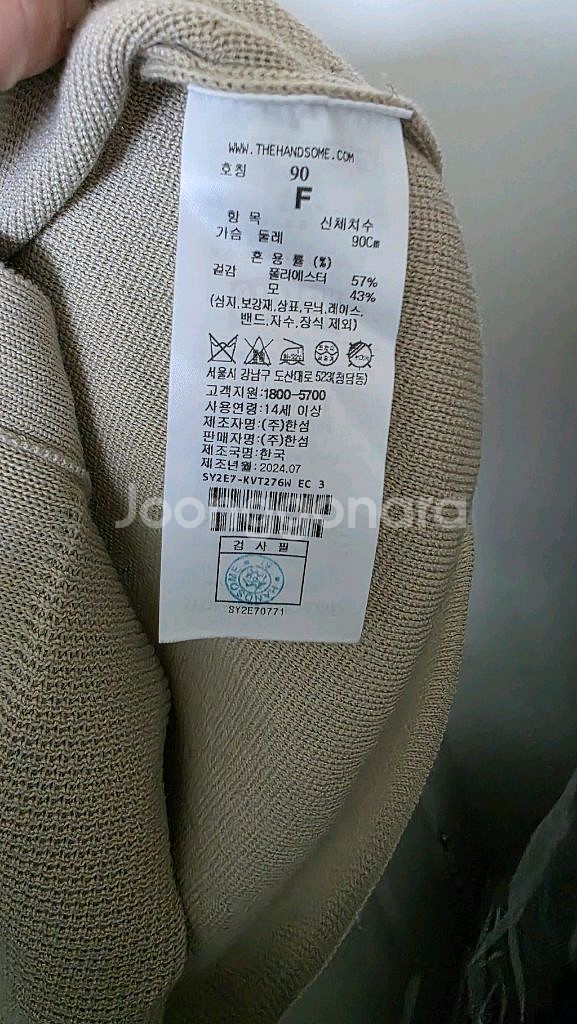 WWW.THEHANDSOME.COM
호칭 90
F
항 목 신체치수
가슴 둘레 90Cm
혼 용 률 (%)
겉감 폴리에스터 57%
모 43%
(심지,보강재,상표,무늬,레이스,
밴드,자수,장식 제외)
서울시 강남구 도산대로 523(청담동)
고객지원:1800-5700
사용연령:14세 이상
제조자명:(주)한섬
판매자명:(주)한섬
제조국명:한국
제조년월:2024.07
SY2E7-KVT276W EC 3
Joongonara
검 사 필
HANDSOME
SY2E70771